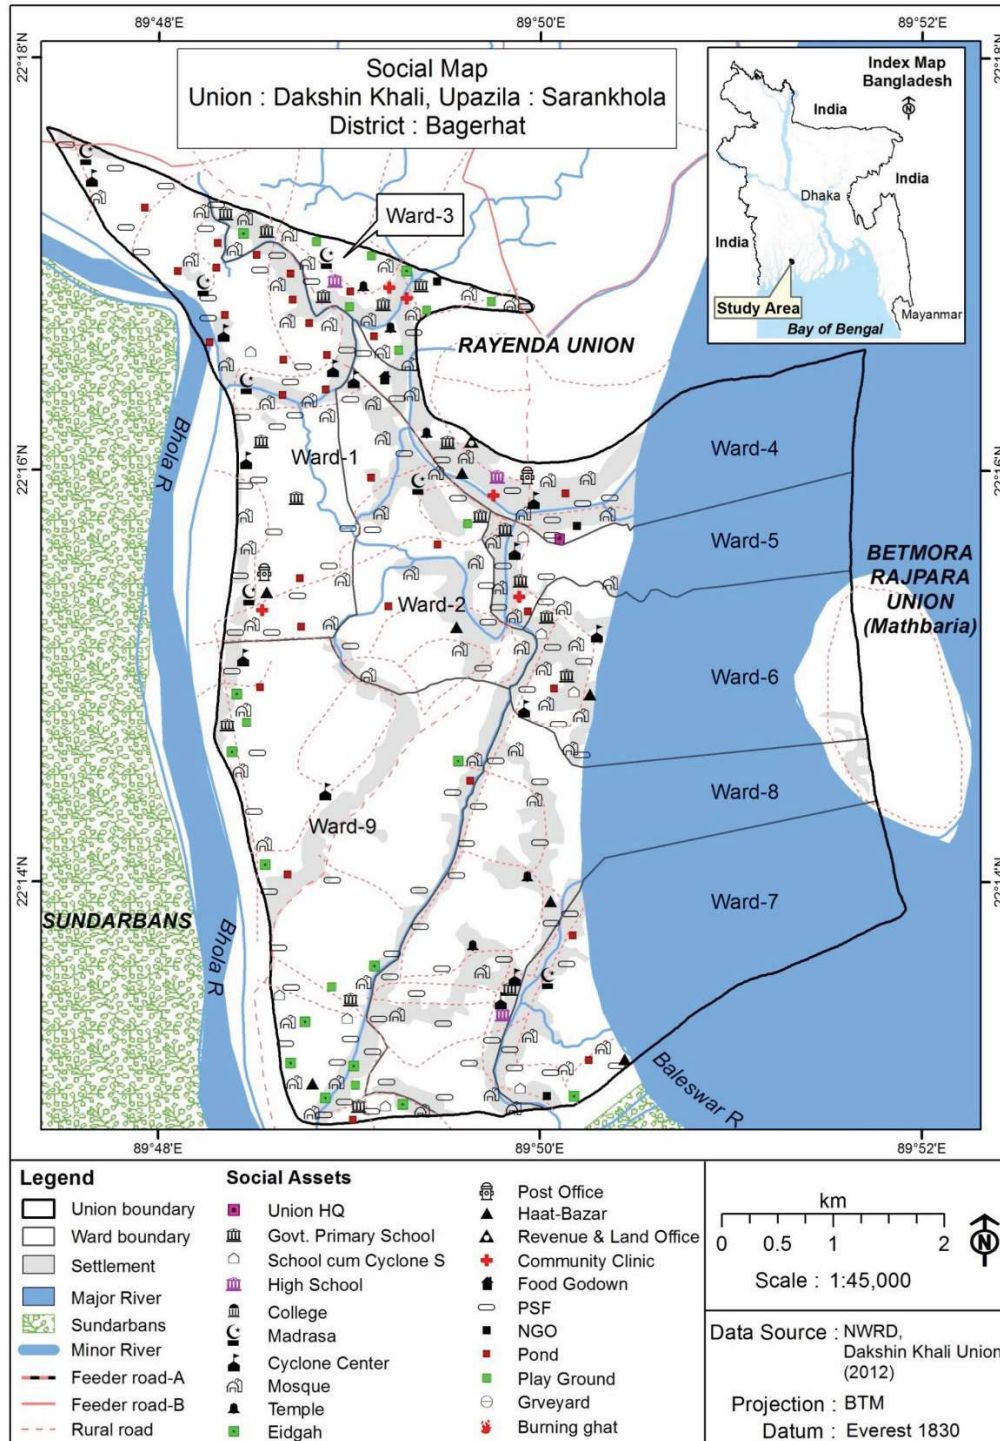 89°48'E
89°50'E
89°52'E
22°18'N
22°18'N
Social Map
Union : Dakshin Khali, Upazila : Sarankhola
District : Bagerhat
Index Map
Bangladesh
N
India
India
Dhaka
India
Study Area
Mayanmar
Bay of Bengal
Ward-3
RAYENDA UNION
Bhola R
22°16'N
22°16'N
Ward-1
Ward-4
Ward-5
BETMORA
RAJPARA
UNION
(Mathbaria)
Ward-2
Ward-6
Ward-8
Ward-9
22°14'N
22°14'N
Ward-7
SUNDARBANS
Bhola R
Baleswar R
89°48'E
89°50'E
89°52'E
Legend
Union boundary
Ward boundary
Settlement
Major River
Sundarbans
Minor River
Feeder road-A
Feeder road-B
Rural road
Social Assets
Union HQ
Govt. Primary School
School cum Cyclone S
High School
College
Madrasa
Cyclone Center
Mosque
Temple
Eidgah
Post Office
Haat-Bazar
Revenue & Land Office
Community Clinic
Food Godown
PSF
NGO
Pond
Play Ground
Grveyard
Burning ghat
km
0 0.5 1 2
N
Scale : 1:45,000
Data Source : NWRD,
Dakshin Khali Union
(2012)
Projection : BTM
Datum : Everest 1830